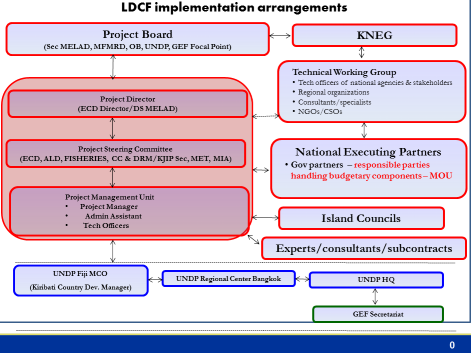 LDCF implementation arrangements
Project Board
(Sec MELAD, MFMRD, OB, UNDP, GEF Focal Point)
KNEG
Technical Working Group
• Tech officers of national agencies & stakeholders
• Regional organizations
• Consultants/specialists
• NGOs/CSOs
Project Director
(ECD Director/DS MELAD)
Project Steering Committee
(ECD, ALD, FISHERIES, CC & DRM/KJIP Sec, MET, MIA)
National Executing Partners
• Gov partners – responsible parties
handling budgetary components – MOU
Project Management Unit
• Project Manager
• Admin Assistant
• Tech Officers
Island Councils
Experts/consultants/subcontracts
UNDP Fiji MCO
(Kiribati Country Dev. Manager)
UNDP Regional Center Bangkok
UNDP HQ
GEF Secretariat
0